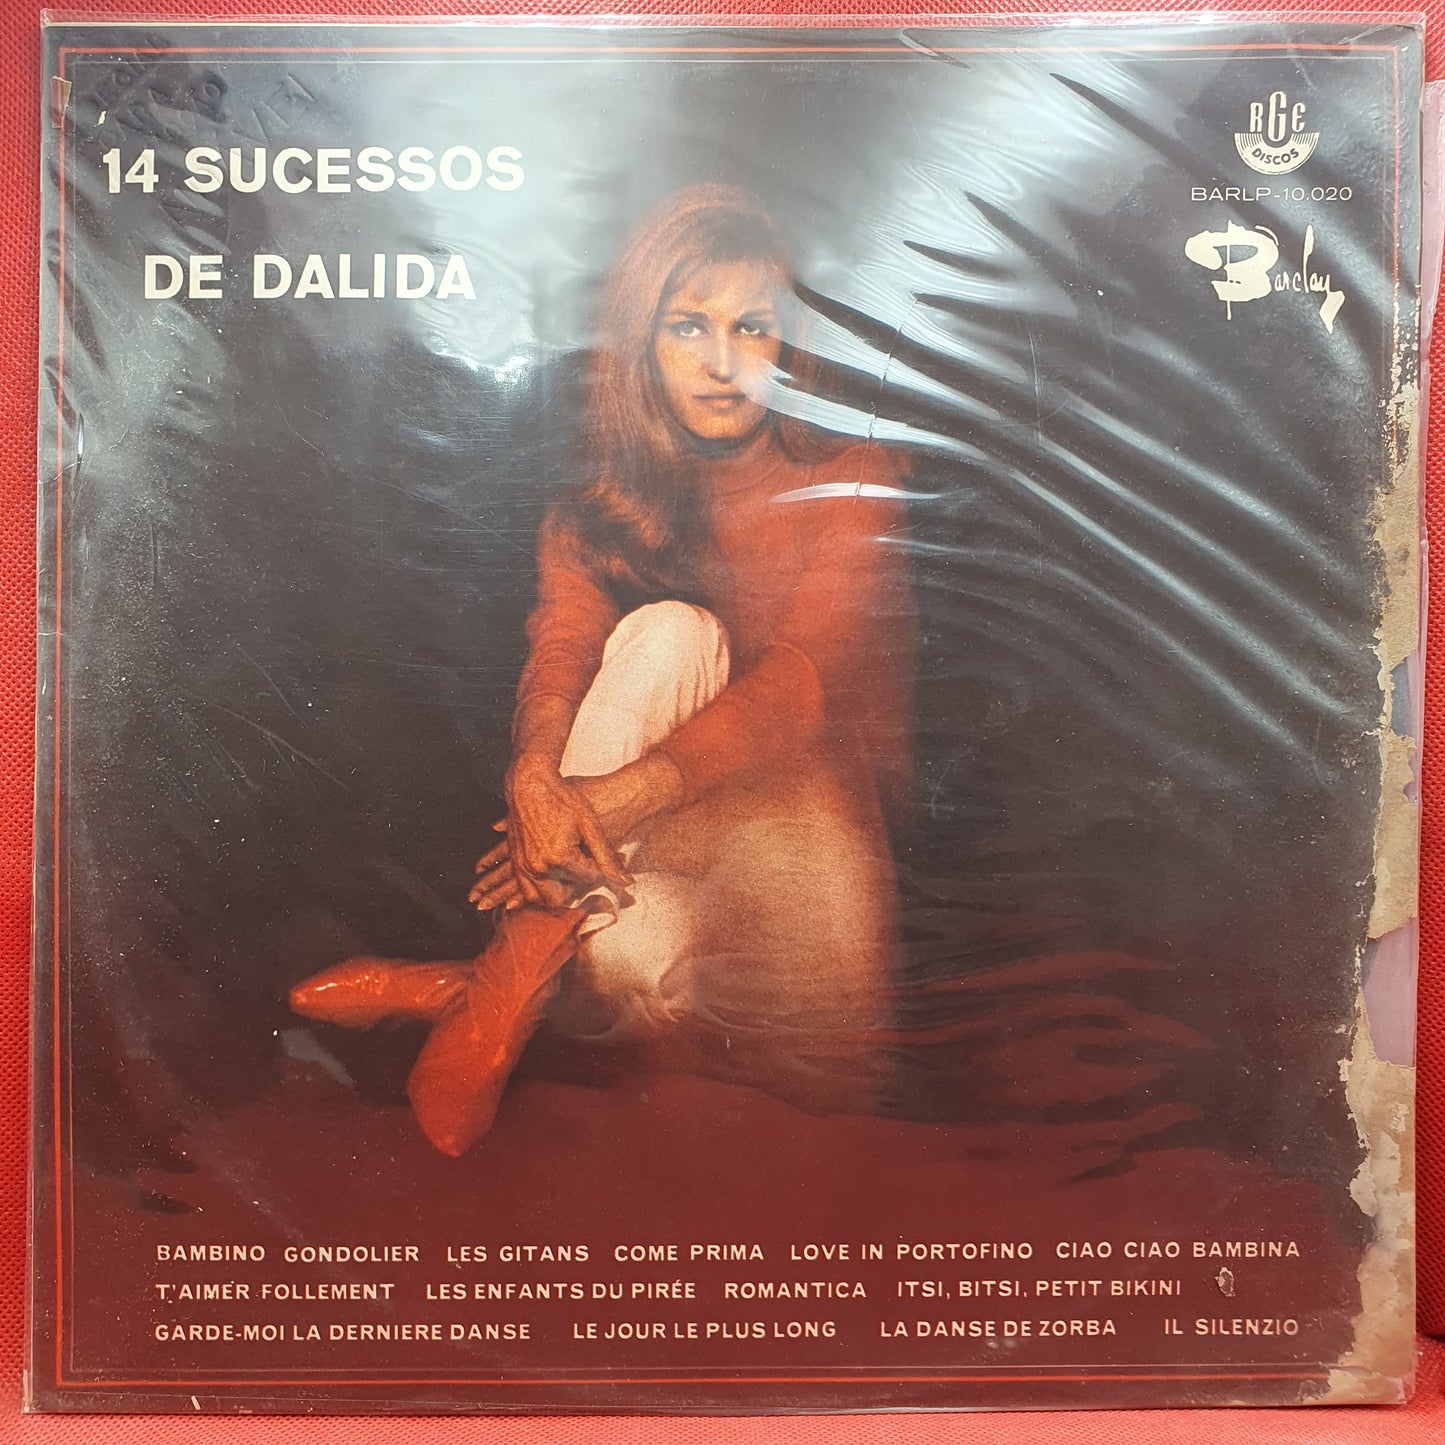 14 SUCESSOS
DE DALIDA
RGE
DISCOS
BARLP-10.020
Barclay
BAMBINO GONDOLIER LES GITANS COME PRIMA LOVE IN PORTOFINO CIAO CIAO BAMBINA
T'AIMER FOLLEMENT LES ENFANTS DU PIRÉE ROMANTICA ITSI, BITSI, PETIT BIKINI
GARDE-MOI LA DERNIERE DANSE LE JOUR LE PLUS LONG LA DANSE DE ZORBA IL SILENZIO